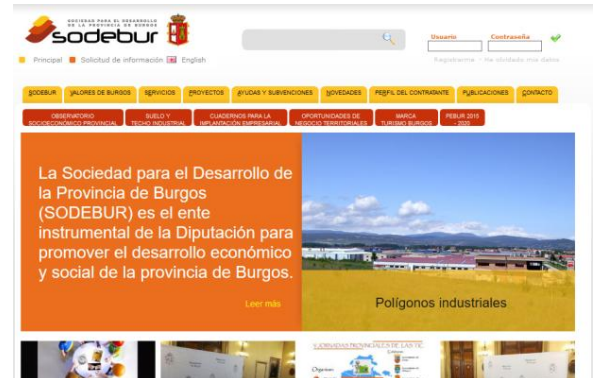 SOCIEDAD PARA EL DESARROLLO
DE LA PROVINCIA DE BURGOS
sodebur
Usuario Contraseña
Principal Solicitud de información English
Registrarme - He olvidado mis datos
SODEBUR VALORES DE BURGOS SERVICIOS PROYECTOS AYUDAS Y SUBVENCIONES NOVEDADES PERFIL DEL CONTRATANTE PUBLICACIONES CONTACTO
OBSERVATORIO SOCIOECONÓMICO PROVINCIAL
SUELO Y TECHO INDUSTRIAL
CUADERNOS PARA LA IMPLANTACIÓN EMPRESARIAL
OPORTUNIDADES DE NEGOCIO TERRITORIALES
MARCA TURISMO BURGOS
PEBUR 2015 - 2020
La Sociedad para el Desarrollo de
la Provincia de Burgos
(SODEBUR) es el ente
instrumental de la Diputación para
promover el desarrollo económico
y social de la provincia de Burgos.
Leer más
Polígonos industriales
V JORNADAS PROVINCIALES DE LAS TIC
Organizan: